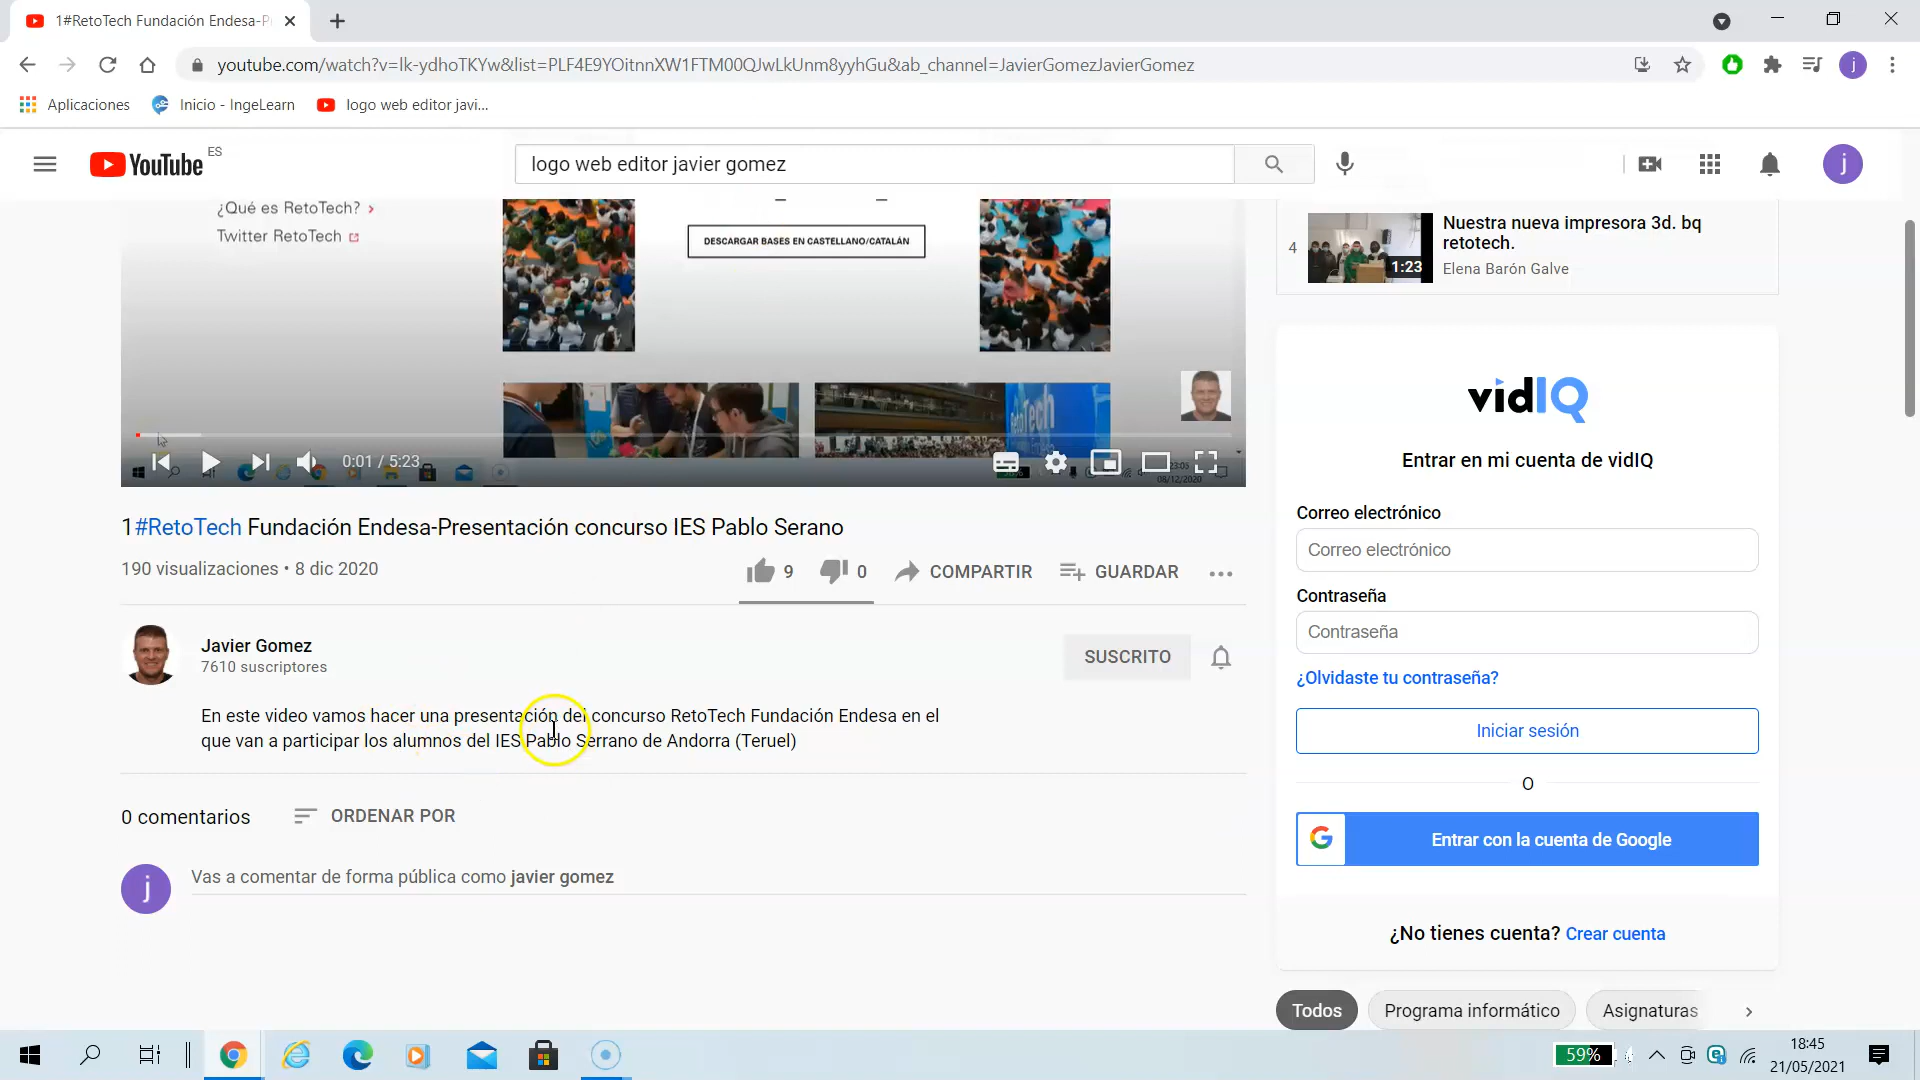 1#RetoTech Fundación Endesa-P
youtube.com/watch?v=lk-ydhoTKYw&list=PLF4E9YOitnnXW1FTM00QJwLkUnm8yyhGu&ab_channel=JavierGomezJavierGomez
j
Aplicaciones
Inicio - IngeLearn
logo web editor javi...
YouTube
ES
logo web editor javier gomez
j
¿Qué es RetoTech?
Twitter RetoTech
DESCARGAR BASES EN CASTELLANO/CATALÁN
RetoTech
0:01 / 5:23
23:05
08/12/2020
4
1:23
Nuestra nueva impresora 3d. bq
retotech.
Elena Barón Galve
1#RetoTech Fundación Endesa-Presentación concurso IES Pablo Serano
190 visualizaciones • 8 dic 2020
9
0
COMPARTIR
GUARDAR
Javier Gomez
7610 suscriptores
SUSCRITO
En este video vamos hacer una presentación del concurso RetoTech Fundación Endesa en el
que van a participar los alumnos del IES Pablo Serrano de Andorra (Teruel)
0 comentarios
ORDENAR POR
j
Vas a comentar de forma pública como javier gomez
vidIQ
Entrar en mi cuenta de vidIQ
Correo electrónico
Correo electrónico
Contraseña
Contraseña
¿Olvidaste tu contraseña?
Iniciar sesión
O
Entrar con la cuenta de Google
¿No tienes cuenta? Crear cuenta
Todos
Programa informático
Asignaturas
59%
18:45
21/05/2021